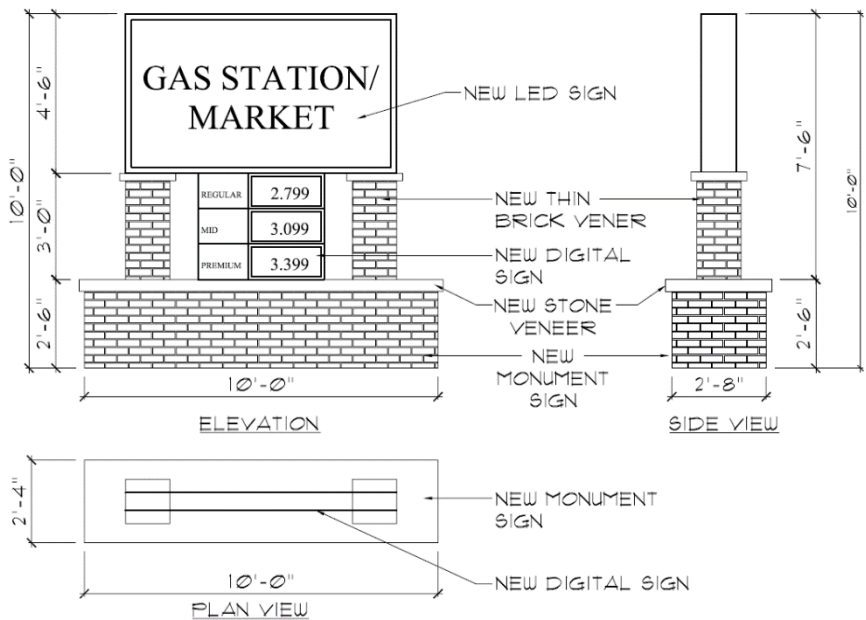 GAS STATION/
MARKET
NEW LED SIGN
4'-6"
10'-0"
3'-0"
2'-6"
REGULAR 2.799
MID 3.099
PREMIUM 3.399
NEW THIN
BRICK VENER
NEW DIGITAL
SIGN
NEW STONE
VENEER
NEW
MONUMENT
SIGN
10'-0"
ELEVATION
7'-6"
10'-0"
2'-6"
2'-8"
SIDE VIEW
2'-4"
NEW MONUMENT
SIGN
10'-0"
NEW DIGITAL SIGN
PLAN VIEW